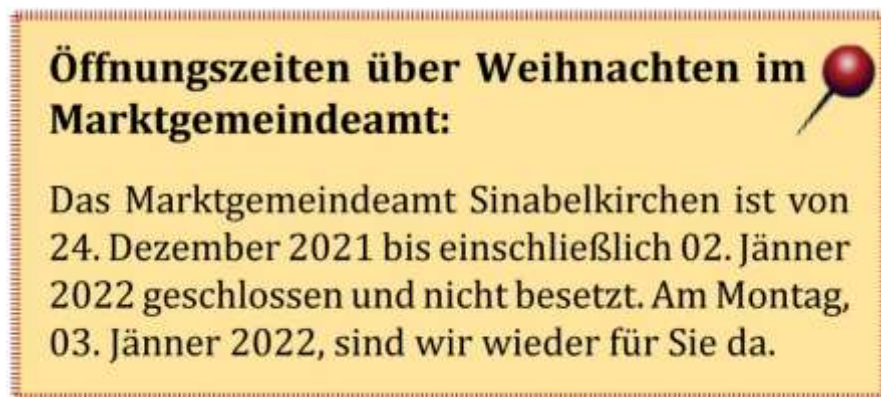 Öffnungszeiten über Weihnachten im
Marktgemeindeamt:
Das Marktgemeindeamt Sinabelkirchen ist von
24. Dezember 2021 bis einschließlich 02. Jänner
2022 geschlossen und nicht besetzt. Am Montag,
03. Jänner 2022, sind wir wieder für Sie da.